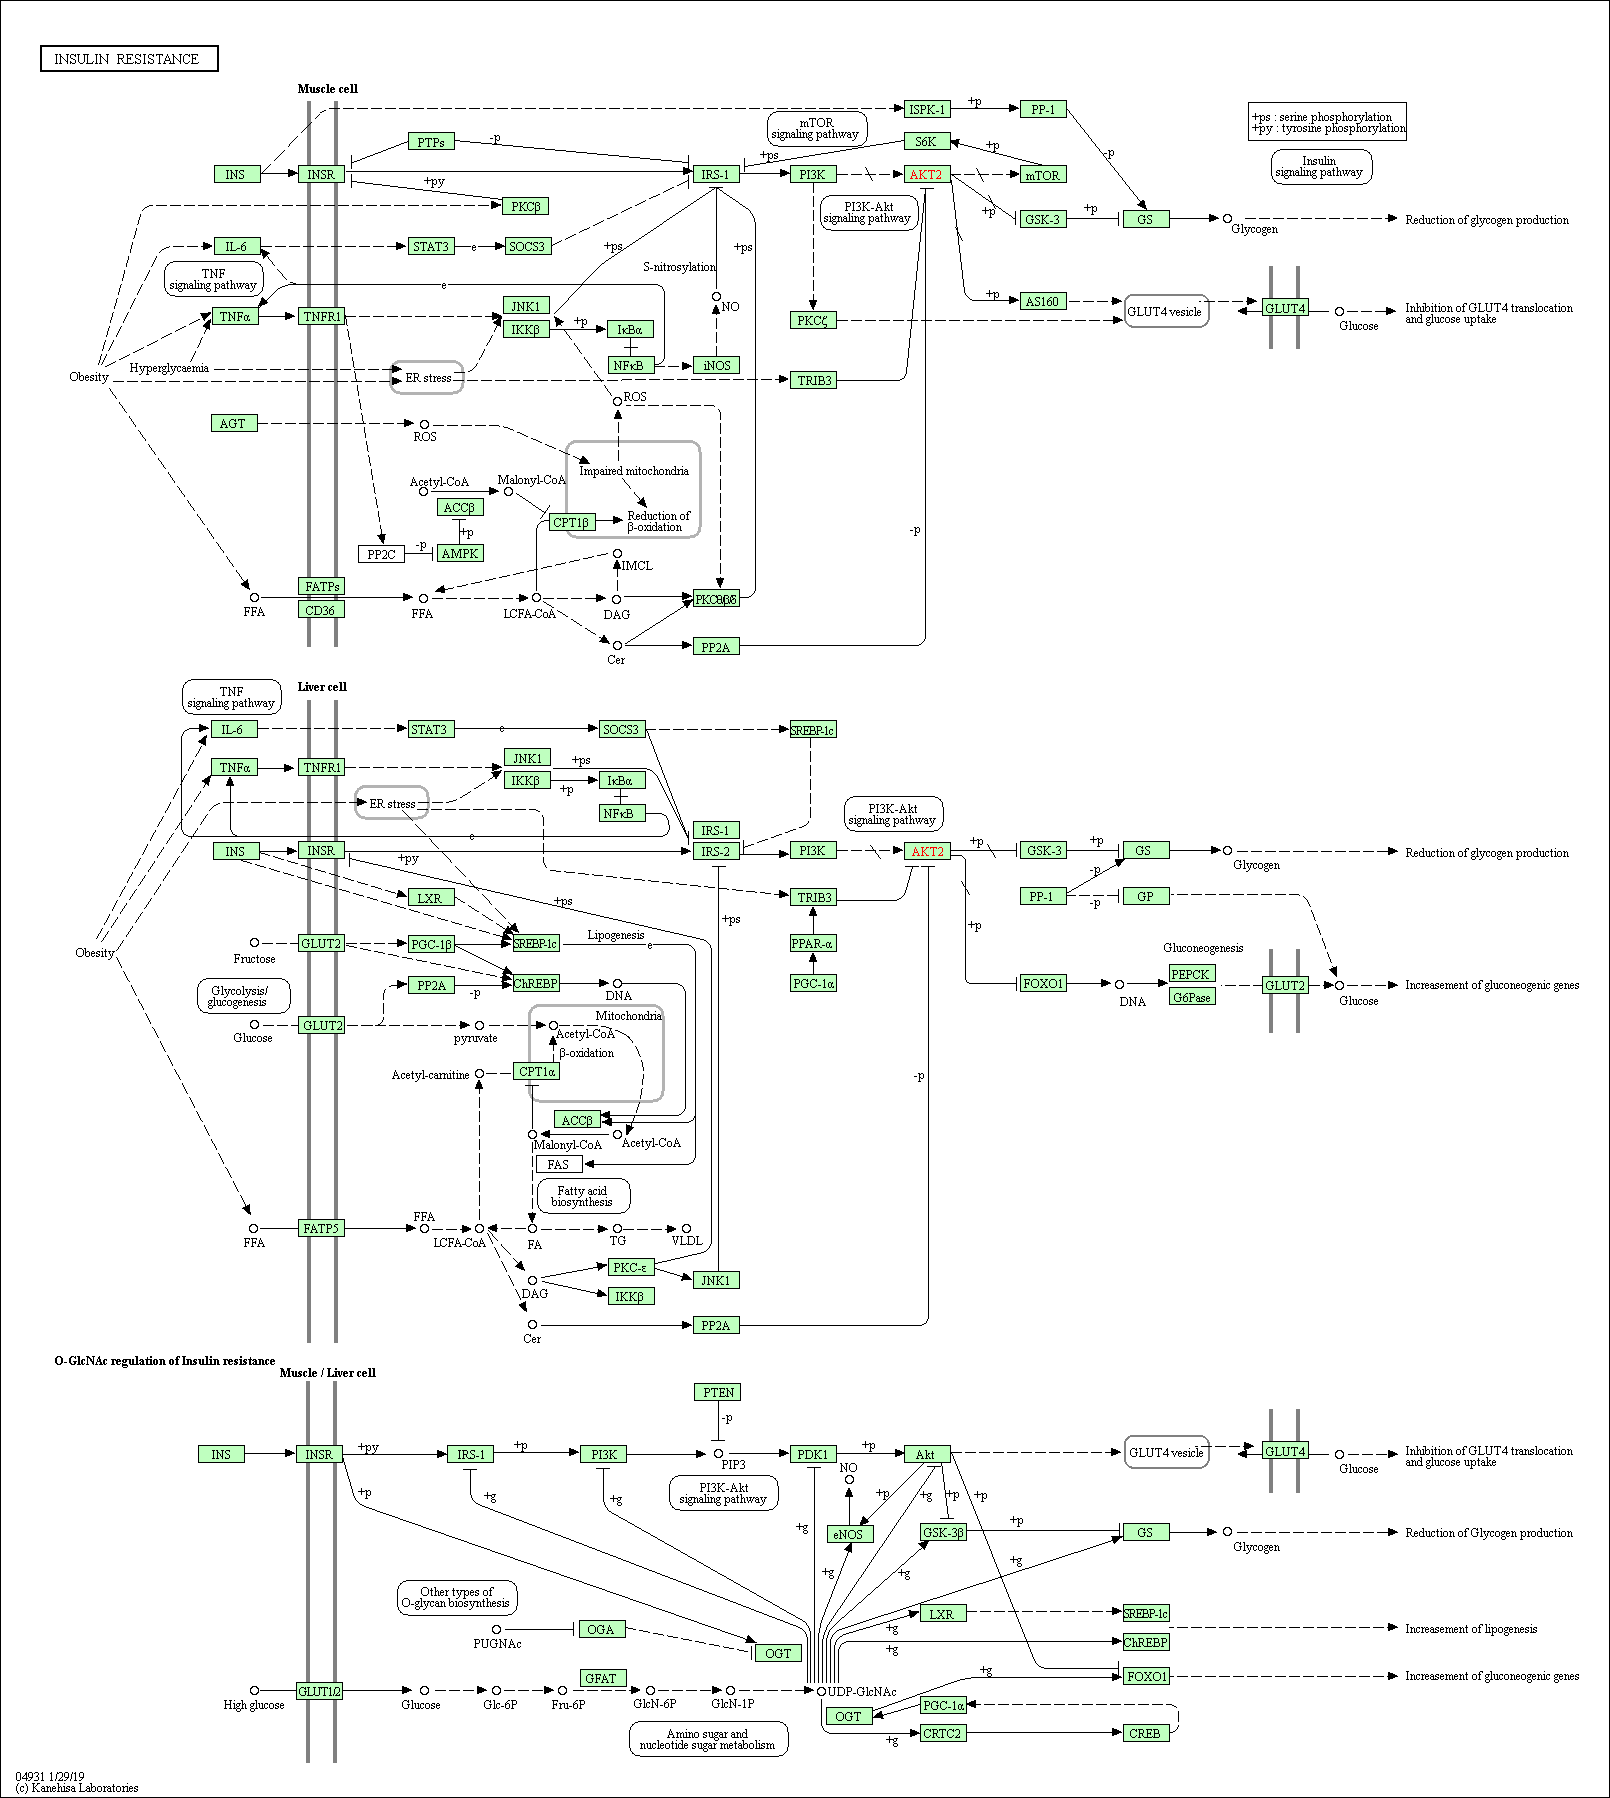 INSULIN RESISTANCE
Muscle cell
+ps : serine phosphorylation
+py : tyrosine phosphorylation
Insulin
signaling pathway
mTOR
signaling pathway
ISPK-1
+p
PP-1
PTPs
-p
+ps
S6K
+p
-p
INS
INSR
IRS-1
PI3K
AKT2
mTOR
+py
PKCβ
PI3K-Akt
signaling pathway
+p
GSK-3
+p
GS
Glycogen
Reduction of glycogen production
IL-6
STAT3
e
SOCS3
+ps
+ps
TNF
signaling pathway
S-nitrosylation
e
NO
+p
AS160
GLUT4 vesicle
GLUT4
Glucose
Inhibition of GLUT4 translocation
and glucose uptake
TNFα
TNFR1
JNK1
IKKβ
+p
IκBα
PKCζ
NFκB
iNOS
Hyperglycaemia
Obesity
ER stress
TRIB3
ROS
AGT
ROS
Impaired mitochondria
Acetyl-CoA
Malonyl-CoA
ACCβ
CPT1β
Reduction of
β-oxidation
+p
-p
-p
PP2C
AMPK
IMCL
FATPs
CD36
FFA
FFA
LCFA-CoA
DAG
Cer
PP2A
TNF
signaling pathway
Liver cell
IL-6
STAT3
e
SOCS3
SREBP-1c
TNFα
TNFR1
JNK1
IKKβ
+ps
+p
IκBα
NFκB
ER stress
PI3K-Akt
signaling pathway
e
IRS-1
IRS-2
INS
INSR
+py
PI3K
AKT2
+p
GSK-3
+p
GS
Glycogen
Reduction of glycogen production
-p
LXR
+ps
+ps
TRIB3
+p
PP-1
-p
GP
Fructose
GLUT2
PGC-1β
SREBP-1c
Lipogenesis
e
PPAR-α
Gluconeogenesis
Glycolysis/
glucogenesis
PP2A
-p
ChREBP
DNA
PGC-1α
FOXO1
DNA
PEPCK
G6Pase
GLUT2
Glucose
Increasement of gluconeogenic genes
Obesity
Glucose
GLUT2
pyruvate
Mitochondria
Acetyl-CoA
β-oxidation
Acetyl-carnitine
CPT1α
-p
ACCβ
Malonyl-CoA
Acetyl-CoA
FAS
Fatty acid
biosynthesis
FFA
FATP5
FFA
LCFA-CoA
FA
TG
VLDL
PKC-ε
JNK1
DAG
IKKβ
Cer
PP2A
O-GlcNAc regulation of Insulin resistance
Muscle / Liver cell
PTEN
-p
INS
INSR
+py
IRS-1
+p
PI3K
PIP3
PDK1
+p
Akt
GLUT4 vesicle
GLUT4
Glucose
Inhibition of GLUT4 translocation
and glucose uptake
NO
PI3K-Akt
signaling pathway
+p
+g
+g
+p
+g
+p
+p
+g
eNOS
GSK-3β
+p
GS
Glycogen
Reduction of Glycogen production
+g
+g
+g
Other types of
O-glycan biosynthesis
PUGNAc
OGA
OGT
LXR
+g
+g
SREBP-1c
ChREBP
Increasement of lipogenesis
+g
FOXO1
Increasement of gluconeogenic genes
High glucose
GLUT1/2
Glucose
Glc-6P
Fru-6P
GFAT
GlcN-6P
GlcN-1P
UDP-GlcNAc
OGT
PGC-1α
+g
CRTC2
CREB
Amino sugar and
nucleotide sugar metabolism
04931 1/29/19
(c) Kanehisa Laboratories